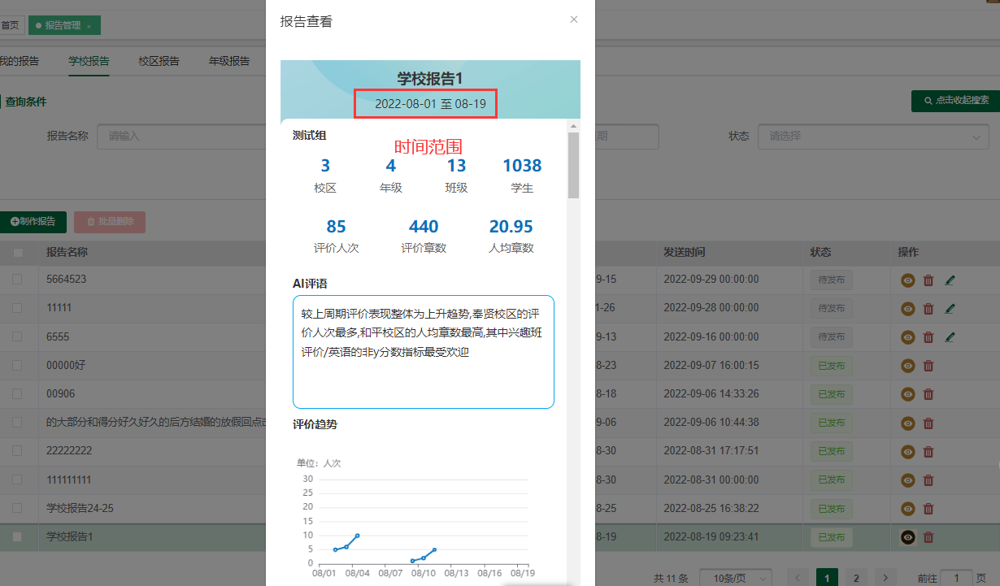 首页
报告管理
报告查看
我的报告
学校报告
校区报告
年级报告
学校报告1
2022-08-01 至 08-19
查询条件
点击收起搜索
报告名称
请输入
期
状态
请选择
测试组
时间范围
3
4
13
1038
校区
年级
班级
学生
制作报告
批量删除
85
440
20.95
评价人次
评价章数
人均章数
报告名称
发送时间
状态
操作
5664523
9-15
2022-09-29 00:00:00
待发布
11111
1-26
2022-09-28 00:00:00
待发布
6555
9-13
2022-09-16 00:00:00
待发布
00000好
8-23
2022-09-07 16:00:15
已发布
00906
8-18
2022-09-06 14:33:26
已发布
的大部分和得分好久好久的后方结婚的放假回点击
9-06
2022-09-06 10:44:38
已发布
22222222
8-30
2022-08-31 17:17:51
已发布
111111111
8-30
2022-08-31 00:00:00
已发布
学校报告24-25
8-25
2022-08-25 16:38:22
已发布
学校报告1
8-19
2022-08-19 09:23:41
已发布
AI评语
较上周期评价表现整体为上升趋势,奉贤校区的评
价人次最多,和平校区的人均章数最高,其中兴趣班
评价/英语的非y分数指标最受欢迎
评价趋势
单位：人次
30
25
20
15
10
5
0
08/01 08/04 08/07 08/10 08/13 08/16 08/19
共 11 条
10条/页
1
2
前往
1
页